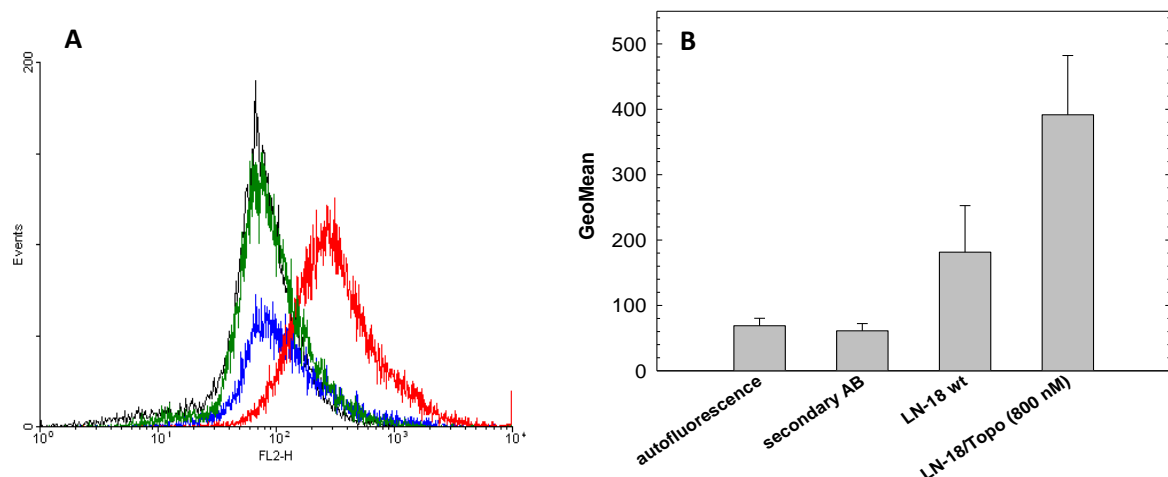 A
200
Events
0
10⁰
10¹
10²
10³
10⁴
FL2-H
B
500
400
300
200
100
0
GeoMean
autofluorescence
secondary AB
LN-18 wt
LN-18/Topo (800 nM)